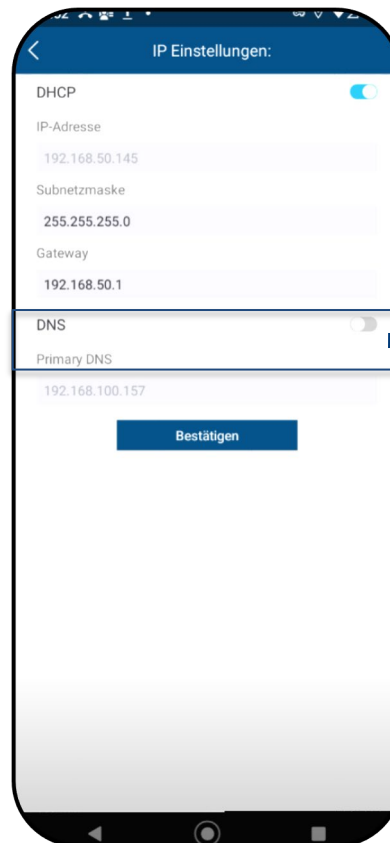 IP Einstellungen:
DHCP
IP-Adresse
192.168.50.145
Subnetzmaske
255.255.255.0
Gateway
192.168.50.1
DNS
Primary DNS
192.168.100.157
Bestätigen